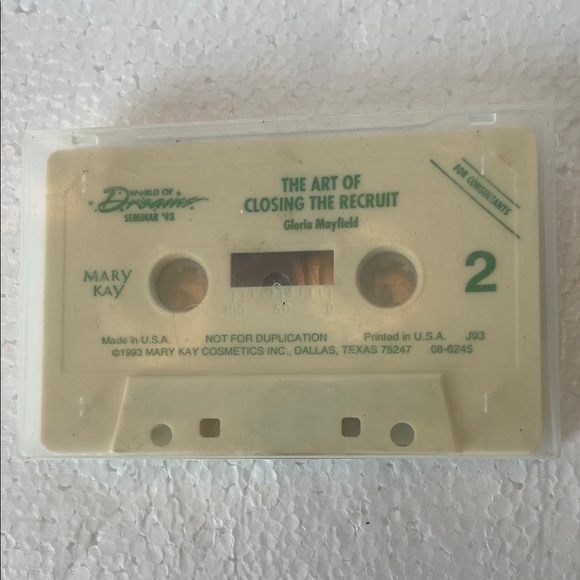 WORLD OF
Dreams
SEMINAR '93
THE ART OF
CLOSING THE RECRUIT
Gloria Mayfield
FOR CONSULTANTS
MARY
KAY
2
100 50 0
Made in U.S.A. NOT FOR DUPLICATION Printed in U.S.A. J93
©1993 MARY KAY COSMETICS INC., DALLAS, TEXAS 75247 08-6245